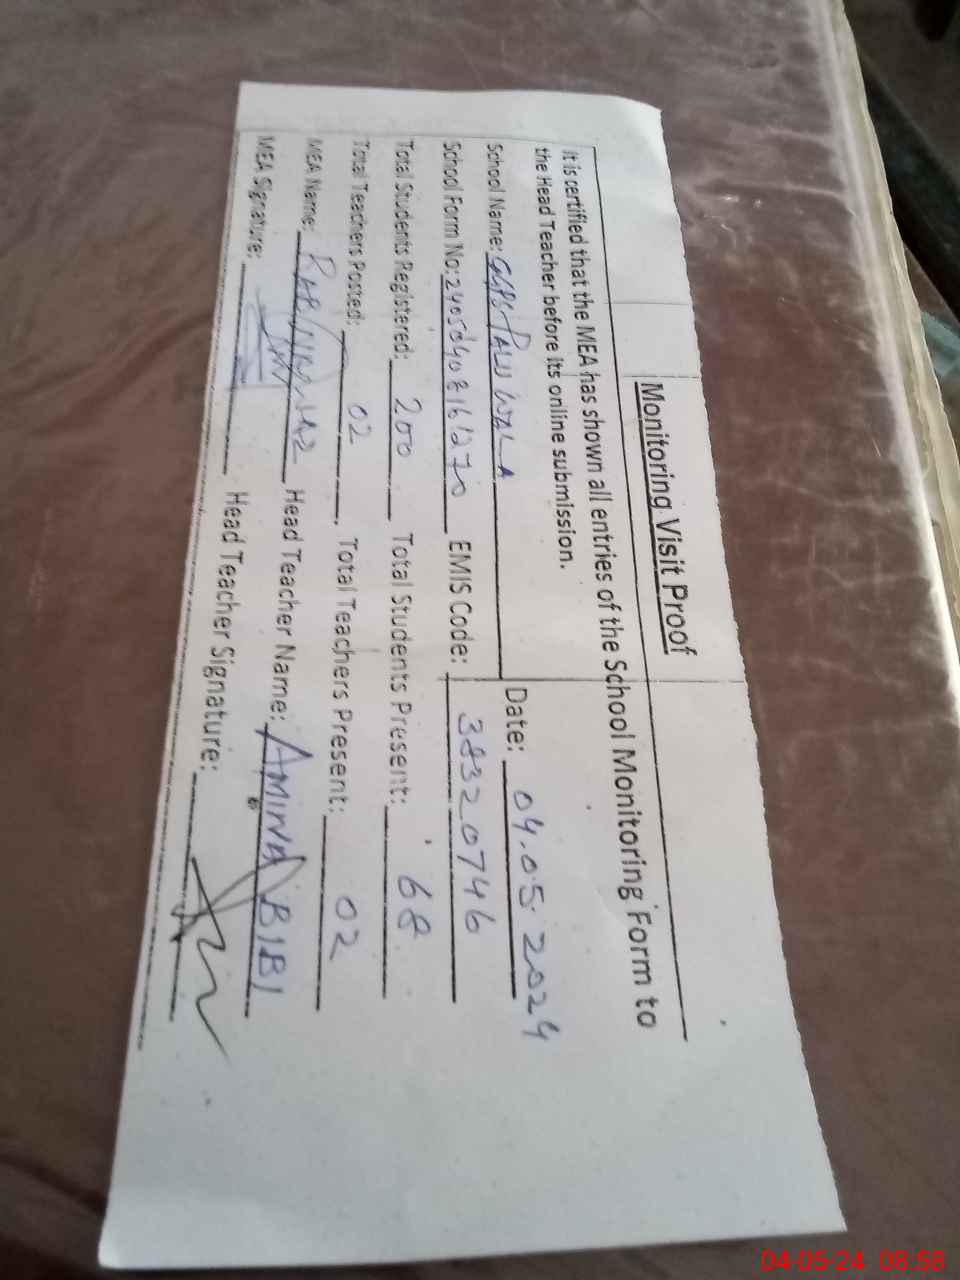 Monitoring Visit Proof
It is certified that the MEA has shown all entries of the School Monitoring Form to
the Head Teacher before its online submission.
School Name: GGPS PALU WALA Date: 04.05.2024
School Form No: EMIS Code: 38320746
Total Students Registered: 200 Total Students Present: 68
Total Teachers Posted: 02. Total Teachers Present: 02
MEA Name: Head Teacher Name: AMINA BIBI
MEA Signature: Head Teacher Signature:
04-05-24 08:58